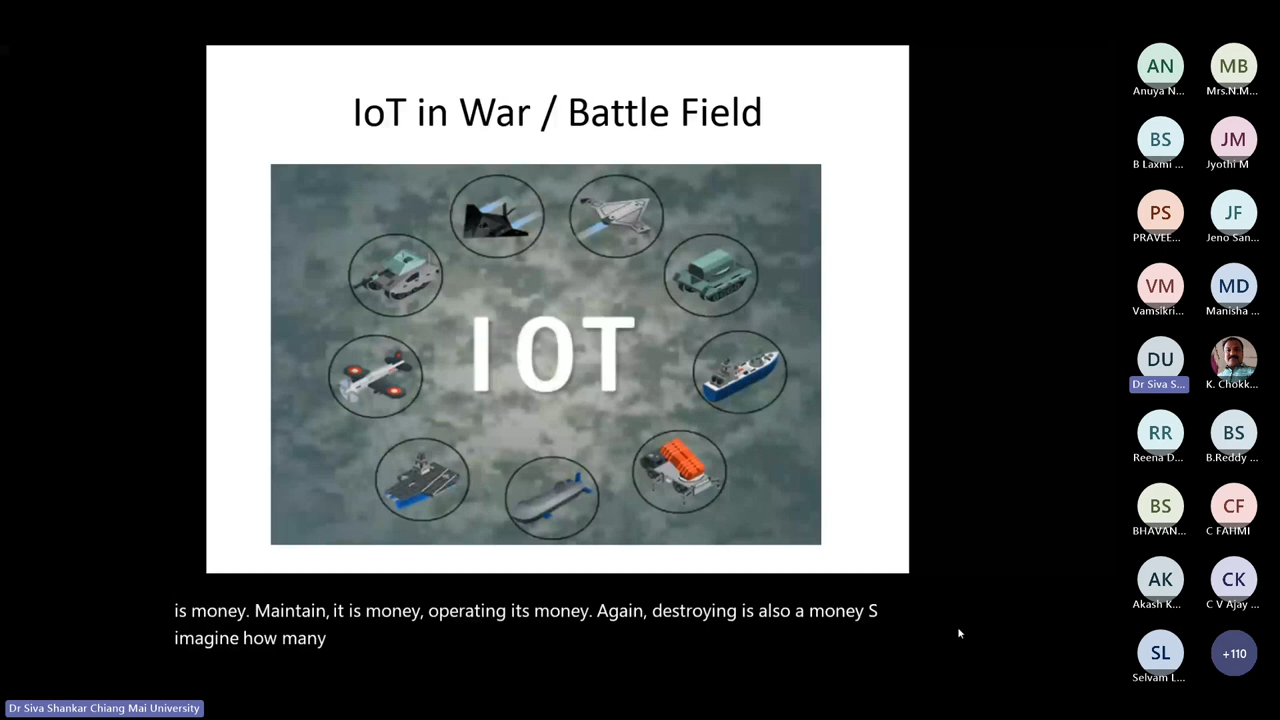 IoT in War / Battle Field
IOT
is money. Maintain, it is money, operating its money. Again, destroying is also a money S
imagine how many
Dr Siva Shankar Chiang Mai University
AN
Anuya N...
MB
Mrs.N.M...
BS
B Laxmi ...
JM
Jyothi M
PS
PRAVEE...
JF
Jeno San...
VM
Vamsikri...
MD
Manisha ...
DU
Dr Siva S...
K. Chokk...
RR
Reena D...
BS
B.Reddy ...
BS
BHAVAN...
CF
C FAHMI
AK
Akash K...
CK
C V Ajay ...
SL
Selvam L...
+110